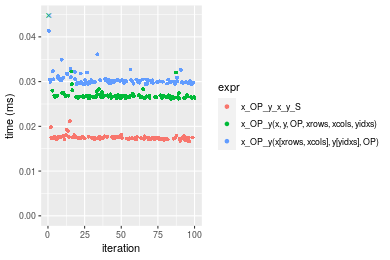 0.04
0.03
0.02
0.01
0.00
time (ms)
0 25 50 75 100
iteration
expr
x_OP_y_x_y_S
x_OP_y(x, y, OP, xrows, xcols, yidxs)
x_OP_y(x[xrows, xcols], y[yidxs], OP)